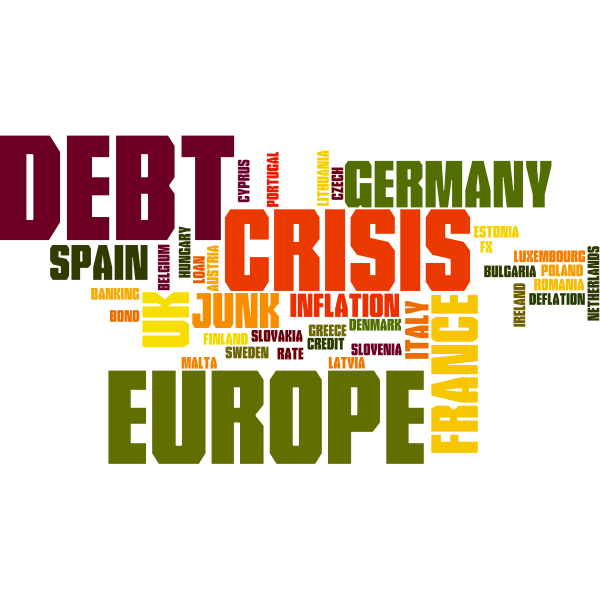 DEBT
CYPRUS
PORTUGAL
LITHUANIA
CZECH
GERMANY
CRISIS
SPAIN
BELGIUM
HUNGARY
LOAN
AUSTRIA
ESTONIA
FX
LUXEMBOURG
BULGARIA
POLAND
NETHERLANDS
BANKING
ROMANIA
IRELAND
DEFLATION
BOND
UK
JUNK
INFLATION
ITALY
FRANCE
FINLAND
SLOVAKIA
GREECE
DENMARK
CREDIT
SWEDEN
RATE
SLOVENIA
MALTA
LATVIA
EUROPE